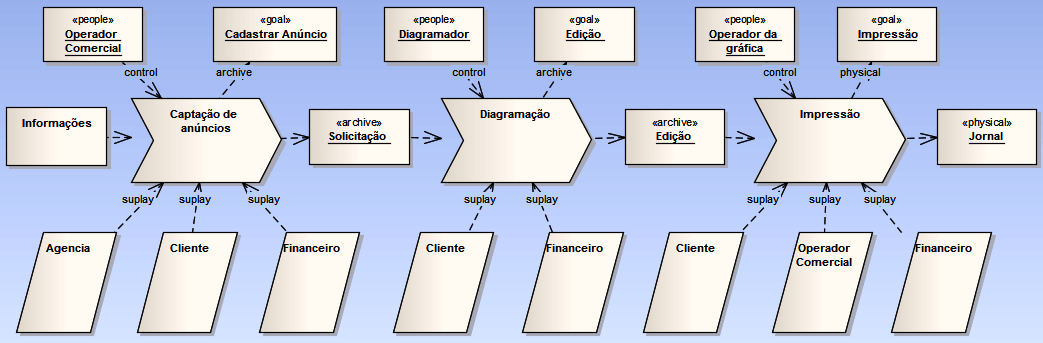 «people»
Operador
Comercial
«goal»
Cadastrar Anúncio
«people»
Diagramador
«goal»
Edição
«people»
Operador da
gráfica
«goal»
Impressão
control
archive
control
archive
control
physical
Informações
Captação de
anúncios
«archive»
Solicitação
Diagramação
«archive»
Edição
Impressão
«physical»
Jornal
suplay
suplay
suplay
suplay
suplay
suplay
suplay
suplay
Agencia
Cliente
Financeiro
Cliente
Financeiro
Cliente
Operador
Comercial
Financeiro